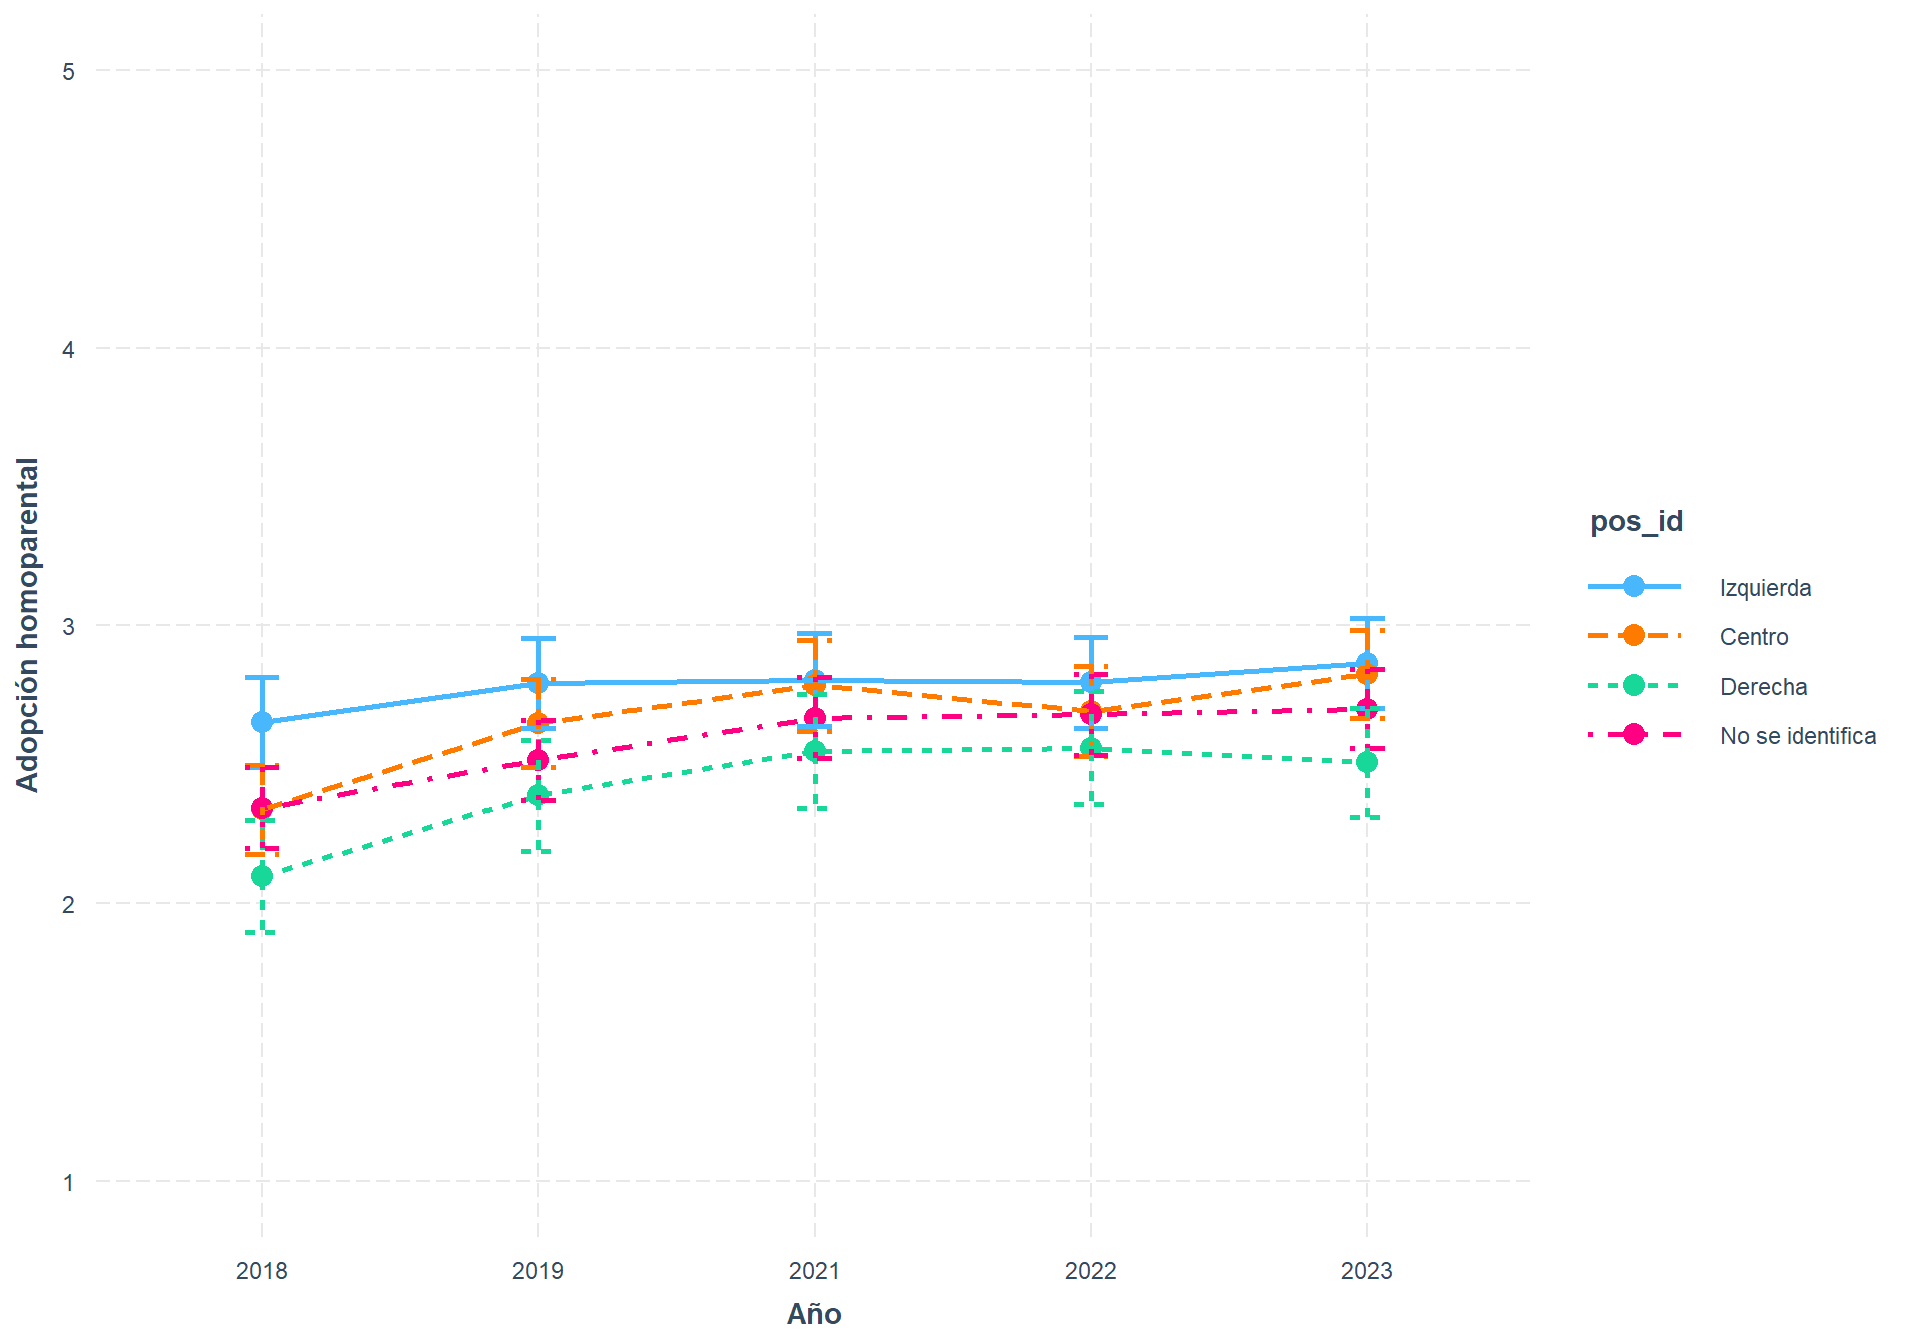 5
4
3
2
1
Adopción homoparental
2018
2019
2021
2022
2023
Año
pos_id
Izquierda
Centro
Derecha
No se identifica